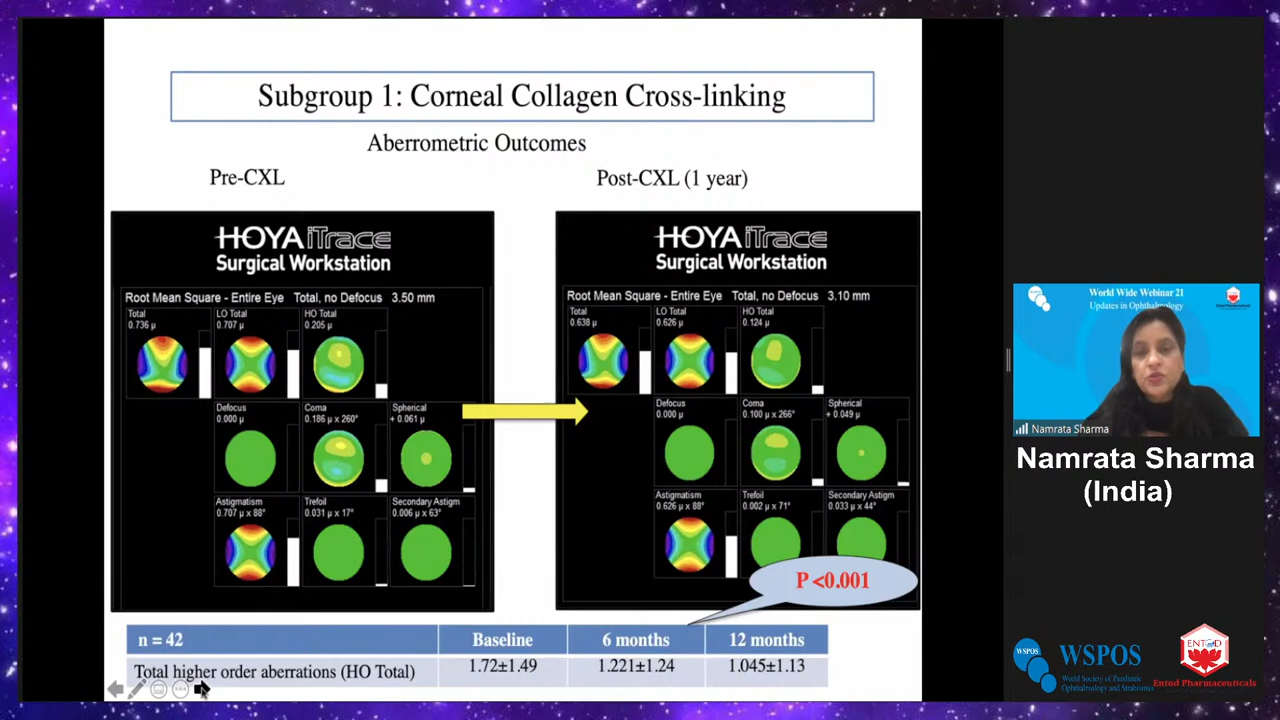 Subgroup 1: Corneal Collagen Cross-linking
Aberrometric Outcomes
Pre-CXL
Post-CXL (1 year)
HOYA iTrace
Surgical Workstation
Root Mean Square - Entire Eye Total, no Defocus 3.50 mm
Total
0.736 µ
LO Total
0.707 µ
HO Total
0.205 µ
Defocus
0.000 µ
Coma
0.186 µ x 260°
Spherical
+ 0.061 µ
Astigmatism
0.707 µ x 88°
Trefoil
0.031 µ x 17°
Secondary Astigm
0.006 µ x 63°
HOYA iTrace
Surgical Workstation
Root Mean Square - Entire Eye Total, no Defocus 3.10 mm
Total
0.638 µ
LO Total
0.626 µ
HO Total
0.124 µ
Defocus
0.000 µ
Coma
0.100 µ x 266°
Spherical
+ 0.049 µ
Astigmatism
0.626 µ x 88°
Trefoil
0.002 µ x 71°
Secondary Astigm
0.033 µ x 44°
P <0.001
n = 42 Baseline 6 months 12 months
Total higher order aberrations (HO Total) 1.72±1.49 1.221±1.24 1.045±1.13
World Wide Webinar 21
Updates in Ophthalmology
Namrata Sharma
Namrata Sharma
(India)
WSPOS
WSPOS
World Society of Paediatric
Ophthalmology and Strabismus
ENTOD
Entod Pharmaceuticals